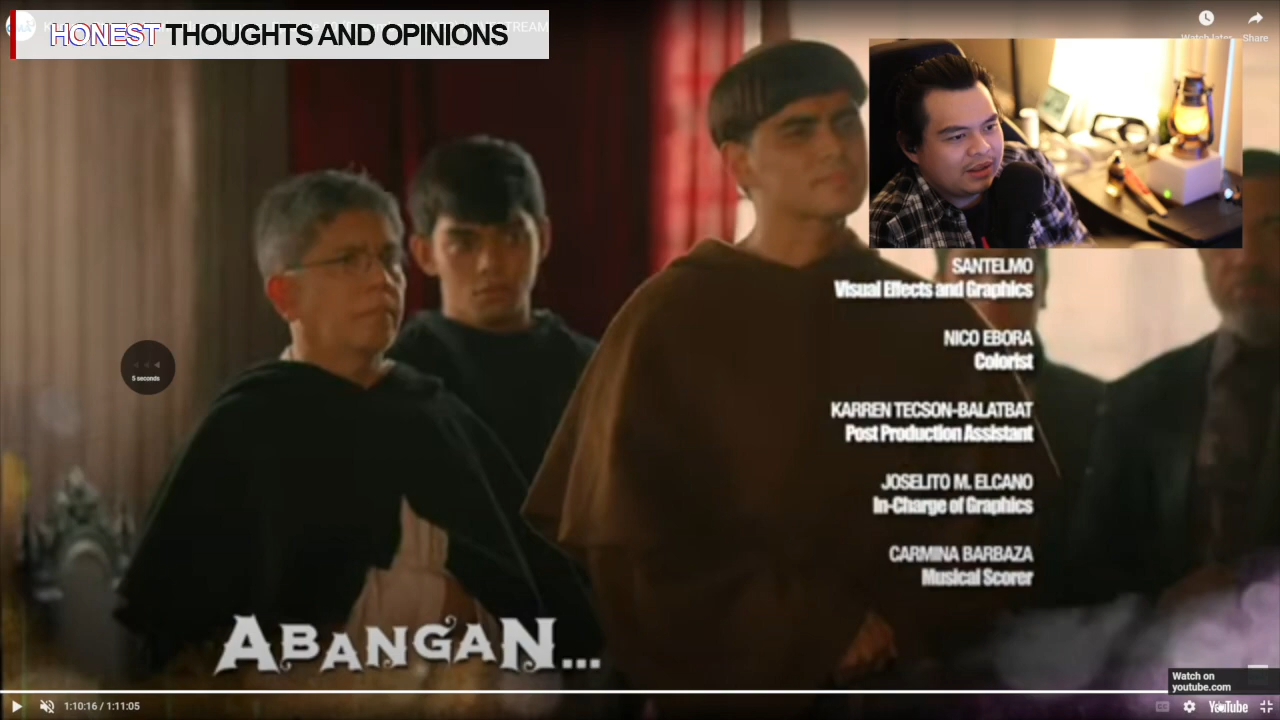 HONEST THOUGHTS AND OPINIONS
Watch later
Share
SANTELMO
Visual Effects and Graphics
NICO EBORA
Colorist
5 seconds
KARREN TECSON-BALATBAT
Post Production Assistant
JOSELITO M. ELCANO
In-Charge of Graphics
CARMINA BARBAZA
Musical Scorer
ABANGAN...
Watch on
youtube.com
1:10:16 / 1:11:05
CC
YouTube